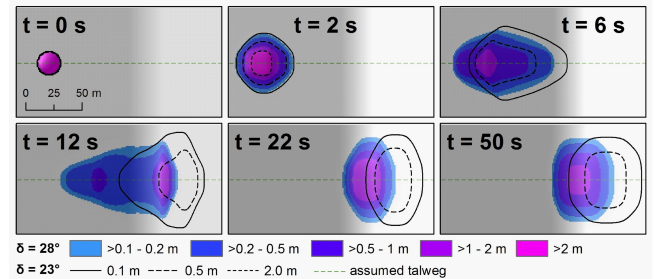 t = 0 s
t = 2 s
t = 6 s
0 25 50 m
t = 12 s
t = 22 s
t = 50 s
δ = 28° >0.1 - 0.2 m >0.2 - 0.5 m >0.5 - 1 m >1 - 2 m >2 m
δ = 23° 0.1 m 0.5 m 2.0 m assumed talweg